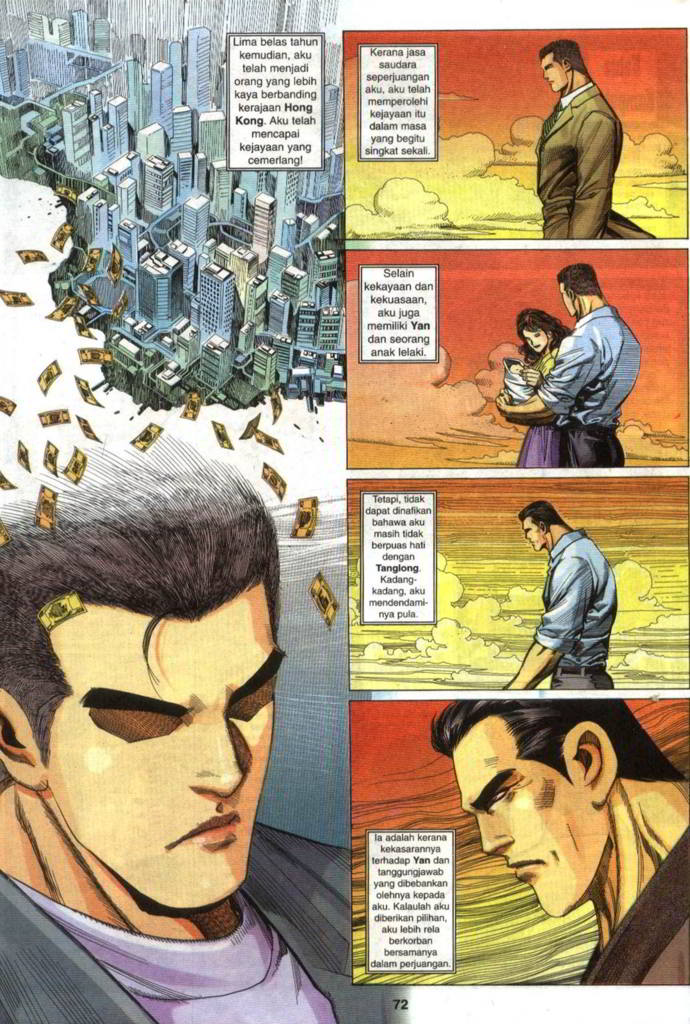 Lima belas tahun
kemudian, aku
telah menjadi
orang yang lebih
kaya berbanding
kerajaan Hong
Kong. Aku telah
mencapai
kejayaan yang
cemerlang!
Kerana jasa
saudara
seperjuangan
aku, aku telah
memperolehi
kejayaan itu
dalam masa
yang begitu
singkat sekali.
Selain
kekayaan dan
kekuasaan,
aku juga
memiliki Yan
dan seorang
anak lelaki.
Tetapi, tidak
dapat dinafikan
bahawa aku
masih tidak
berpuas hati
dengan
Tanglong.
Kadang-
kadang, aku
mendendami-
nya pula.
Ia adalah kerana
kekasarannya
terhadap Yan dan
tanggungjawab
yang dibebankan
olehnya kepada
aku. Kalaulah aku
diberikan pilihan,
aku lebih rela
berkorban
bersamanya
dalam perjuangan.
72